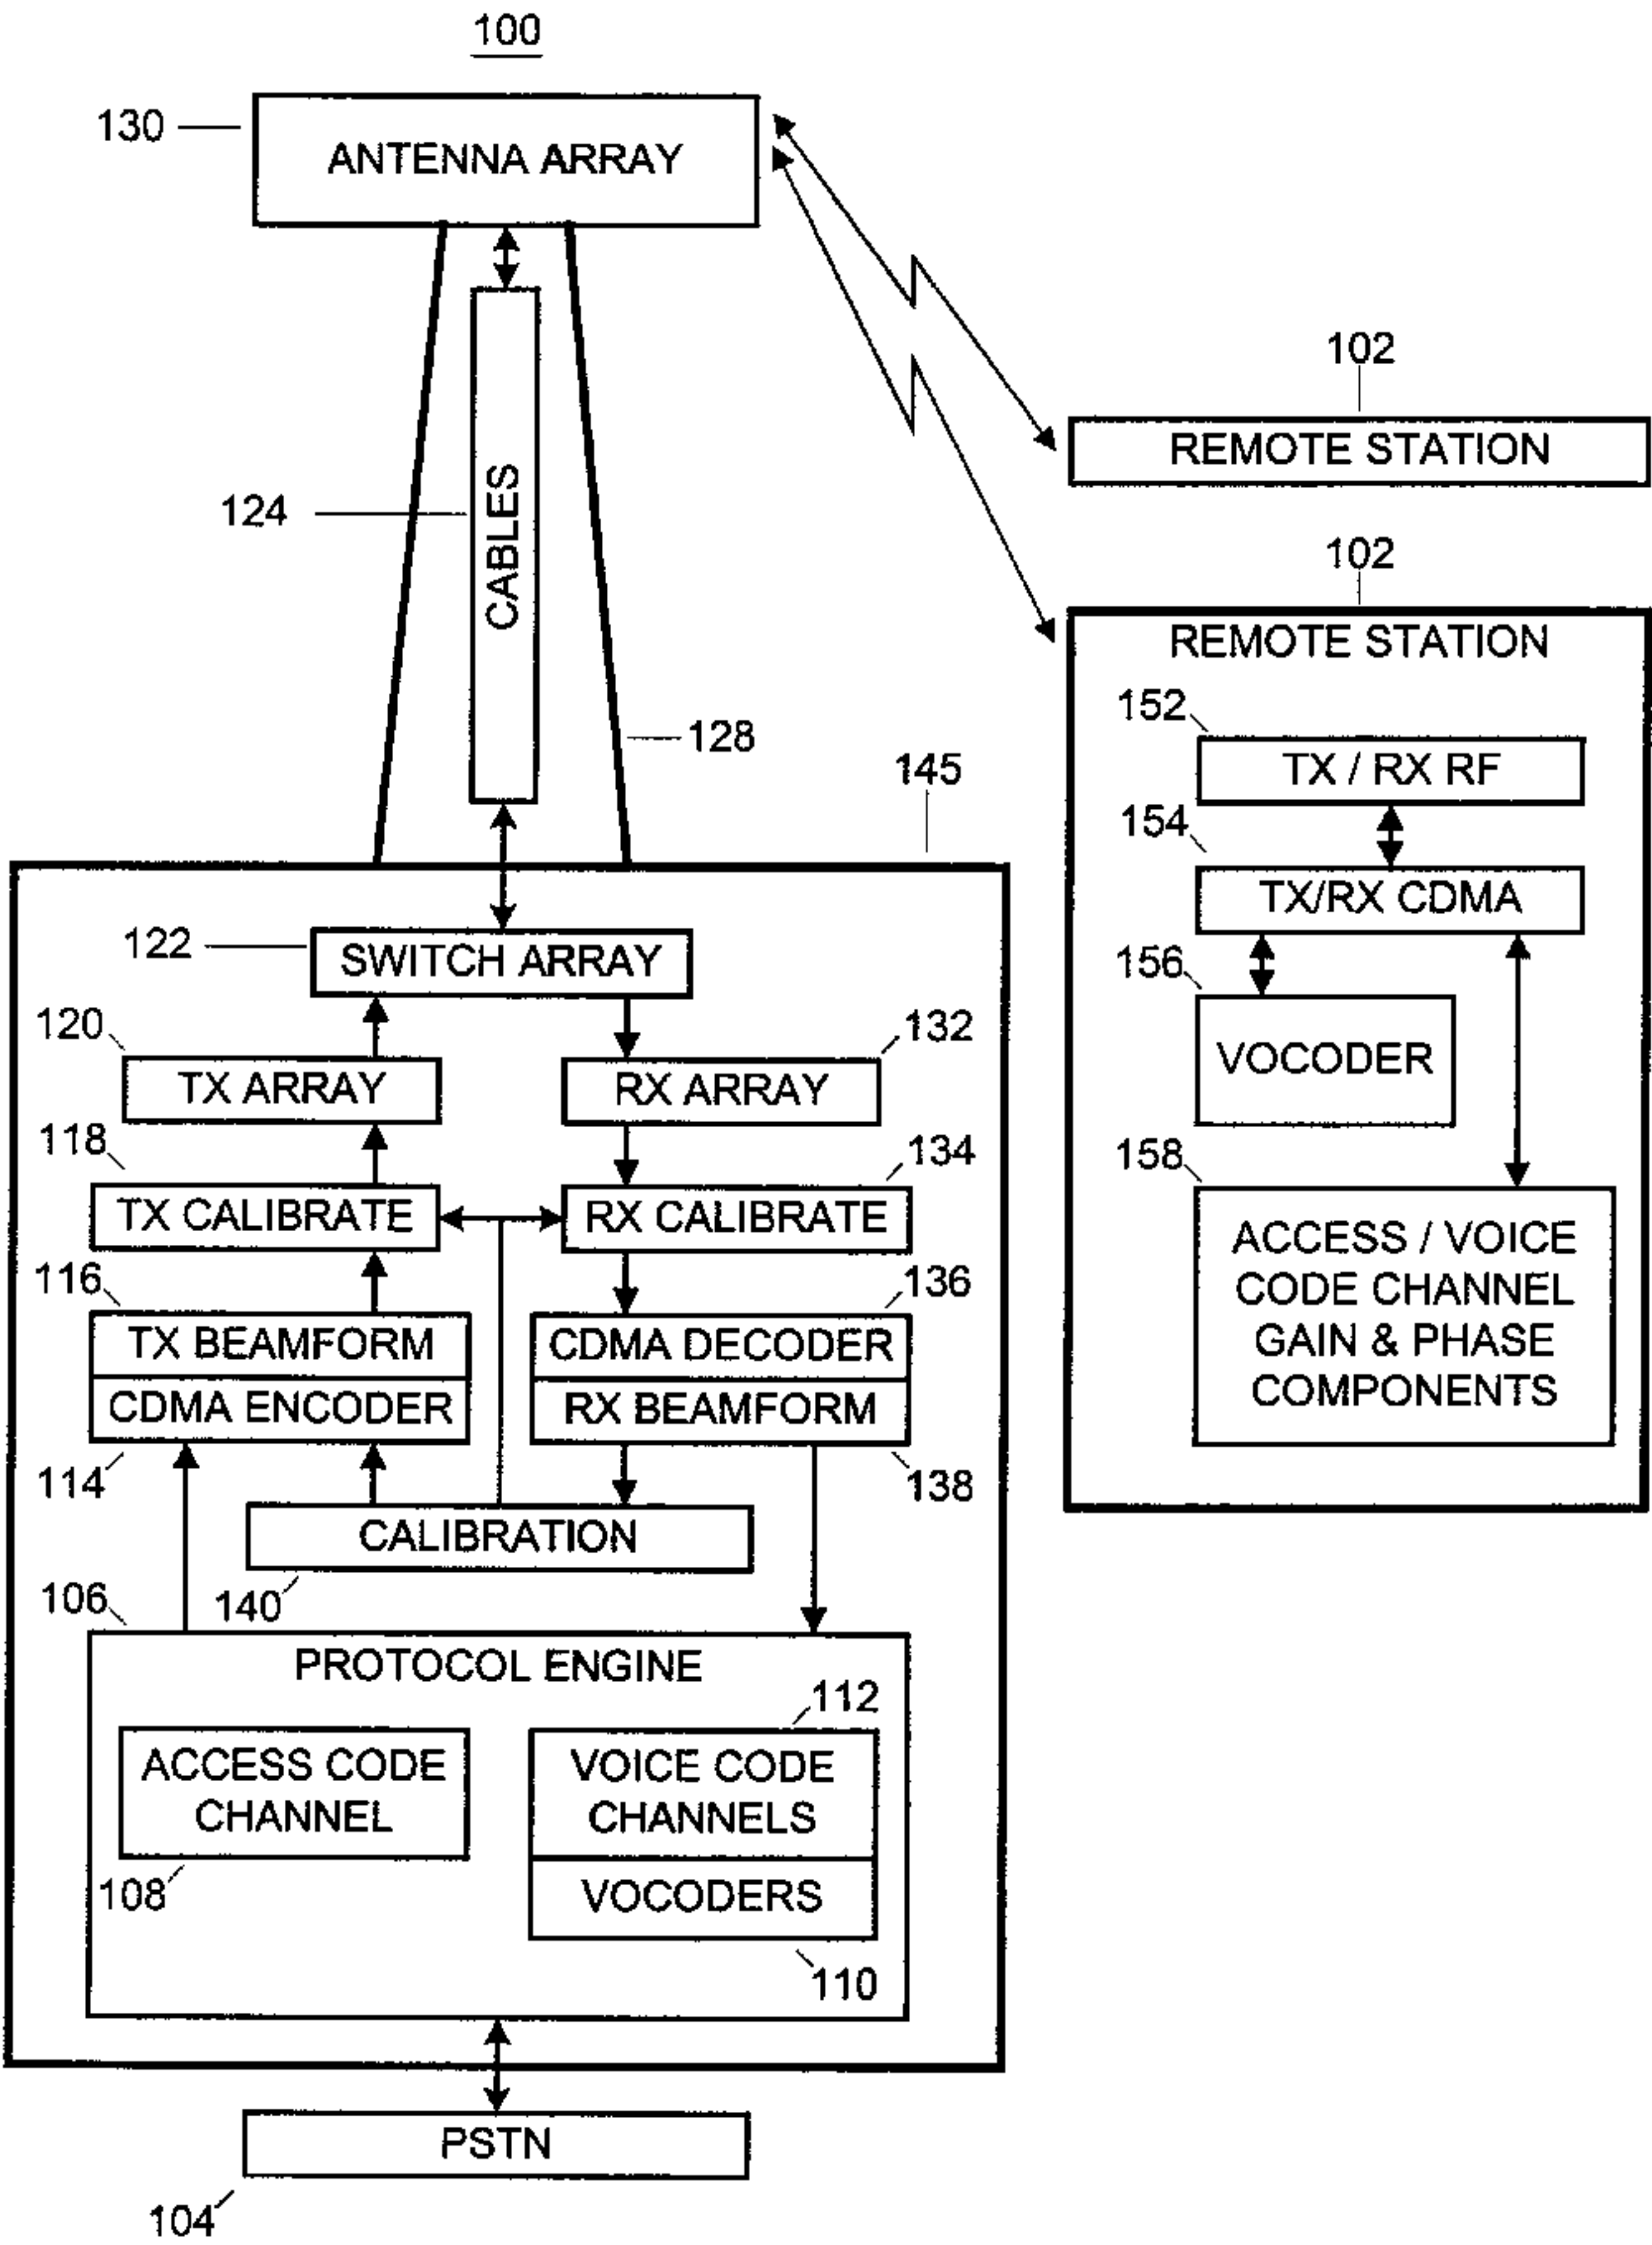 100
130
ANTENNA ARRAY
102
REMOTE STATION
124
CABLES
102
REMOTE STATION
128
145
152
TX / RX RF
154
TX/RX CDMA
156
VOCODER
158
ACCESS / VOICE
CODE CHANNEL
GAIN & PHASE
COMPONENTS
122
SWITCH ARRAY
120
TX ARRAY
132
RX ARRAY
118
TX CALIBRATE
134
RX CALIBRATE
116
TX BEAMFORM
CDMA ENCODER
114
136
CDMA DECODER
RX BEAMFORM
138
CALIBRATION
140
106
PROTOCOL ENGINE
ACCESS CODE
CHANNEL
108
112
VOICE CODE
CHANNELS
VOCODERS
110
PSTN
104